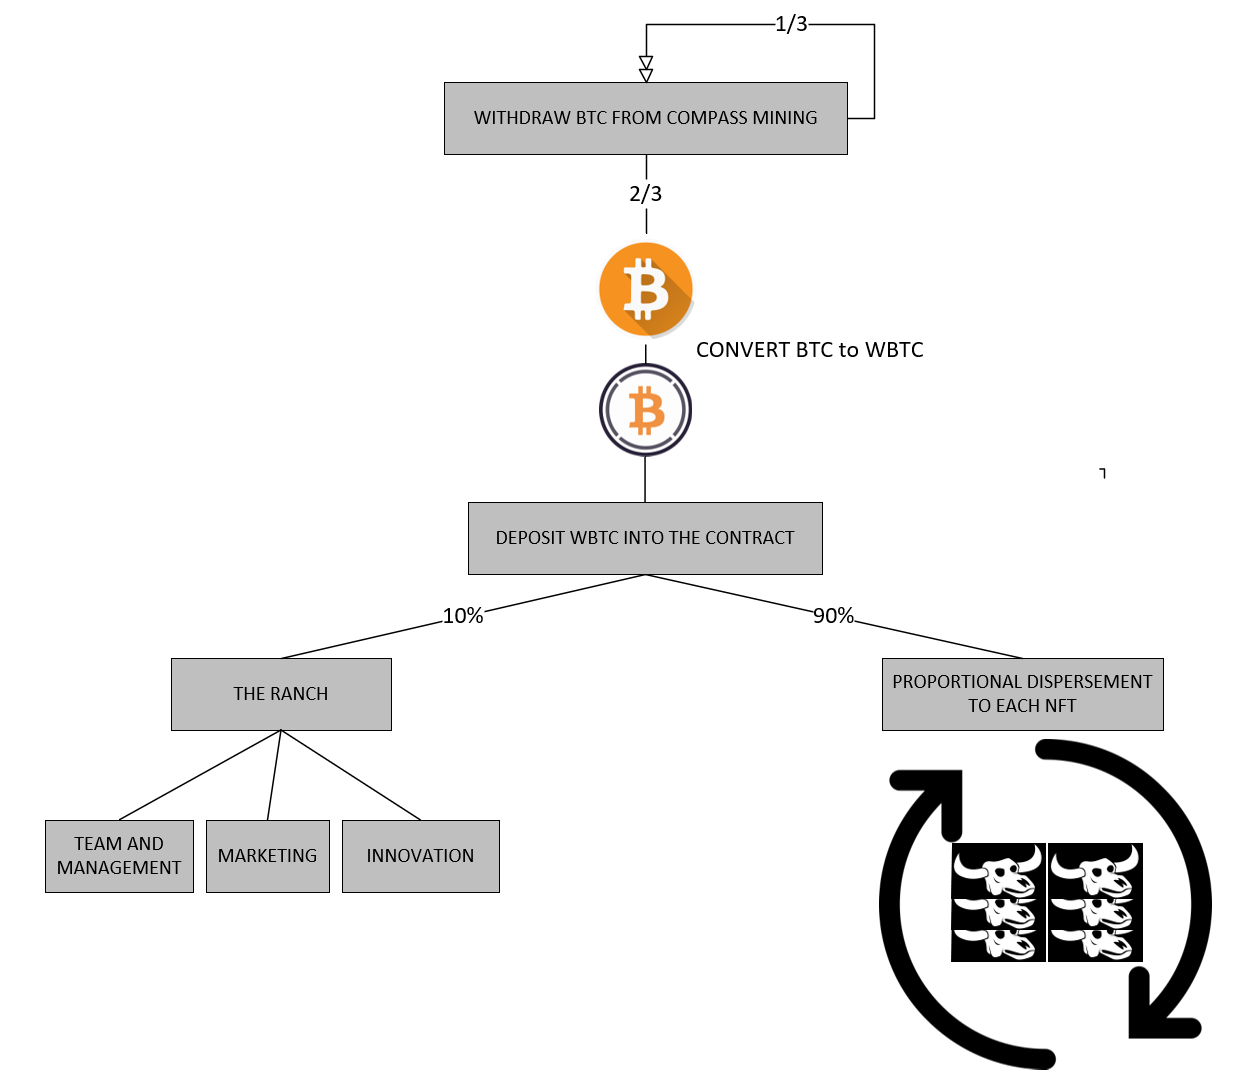 1/3
WITHDRAW BTC FROM COMPASS MINING
2/3
CONVERT BTC to WBTC
DEPOSIT WBTC INTO THE CONTRACT
10%
90%
THE RANCH
PROPORTIONAL DISPERSEMENT
TO EACH NFT
TEAM AND
MANAGEMENT
MARKETING
INNOVATION